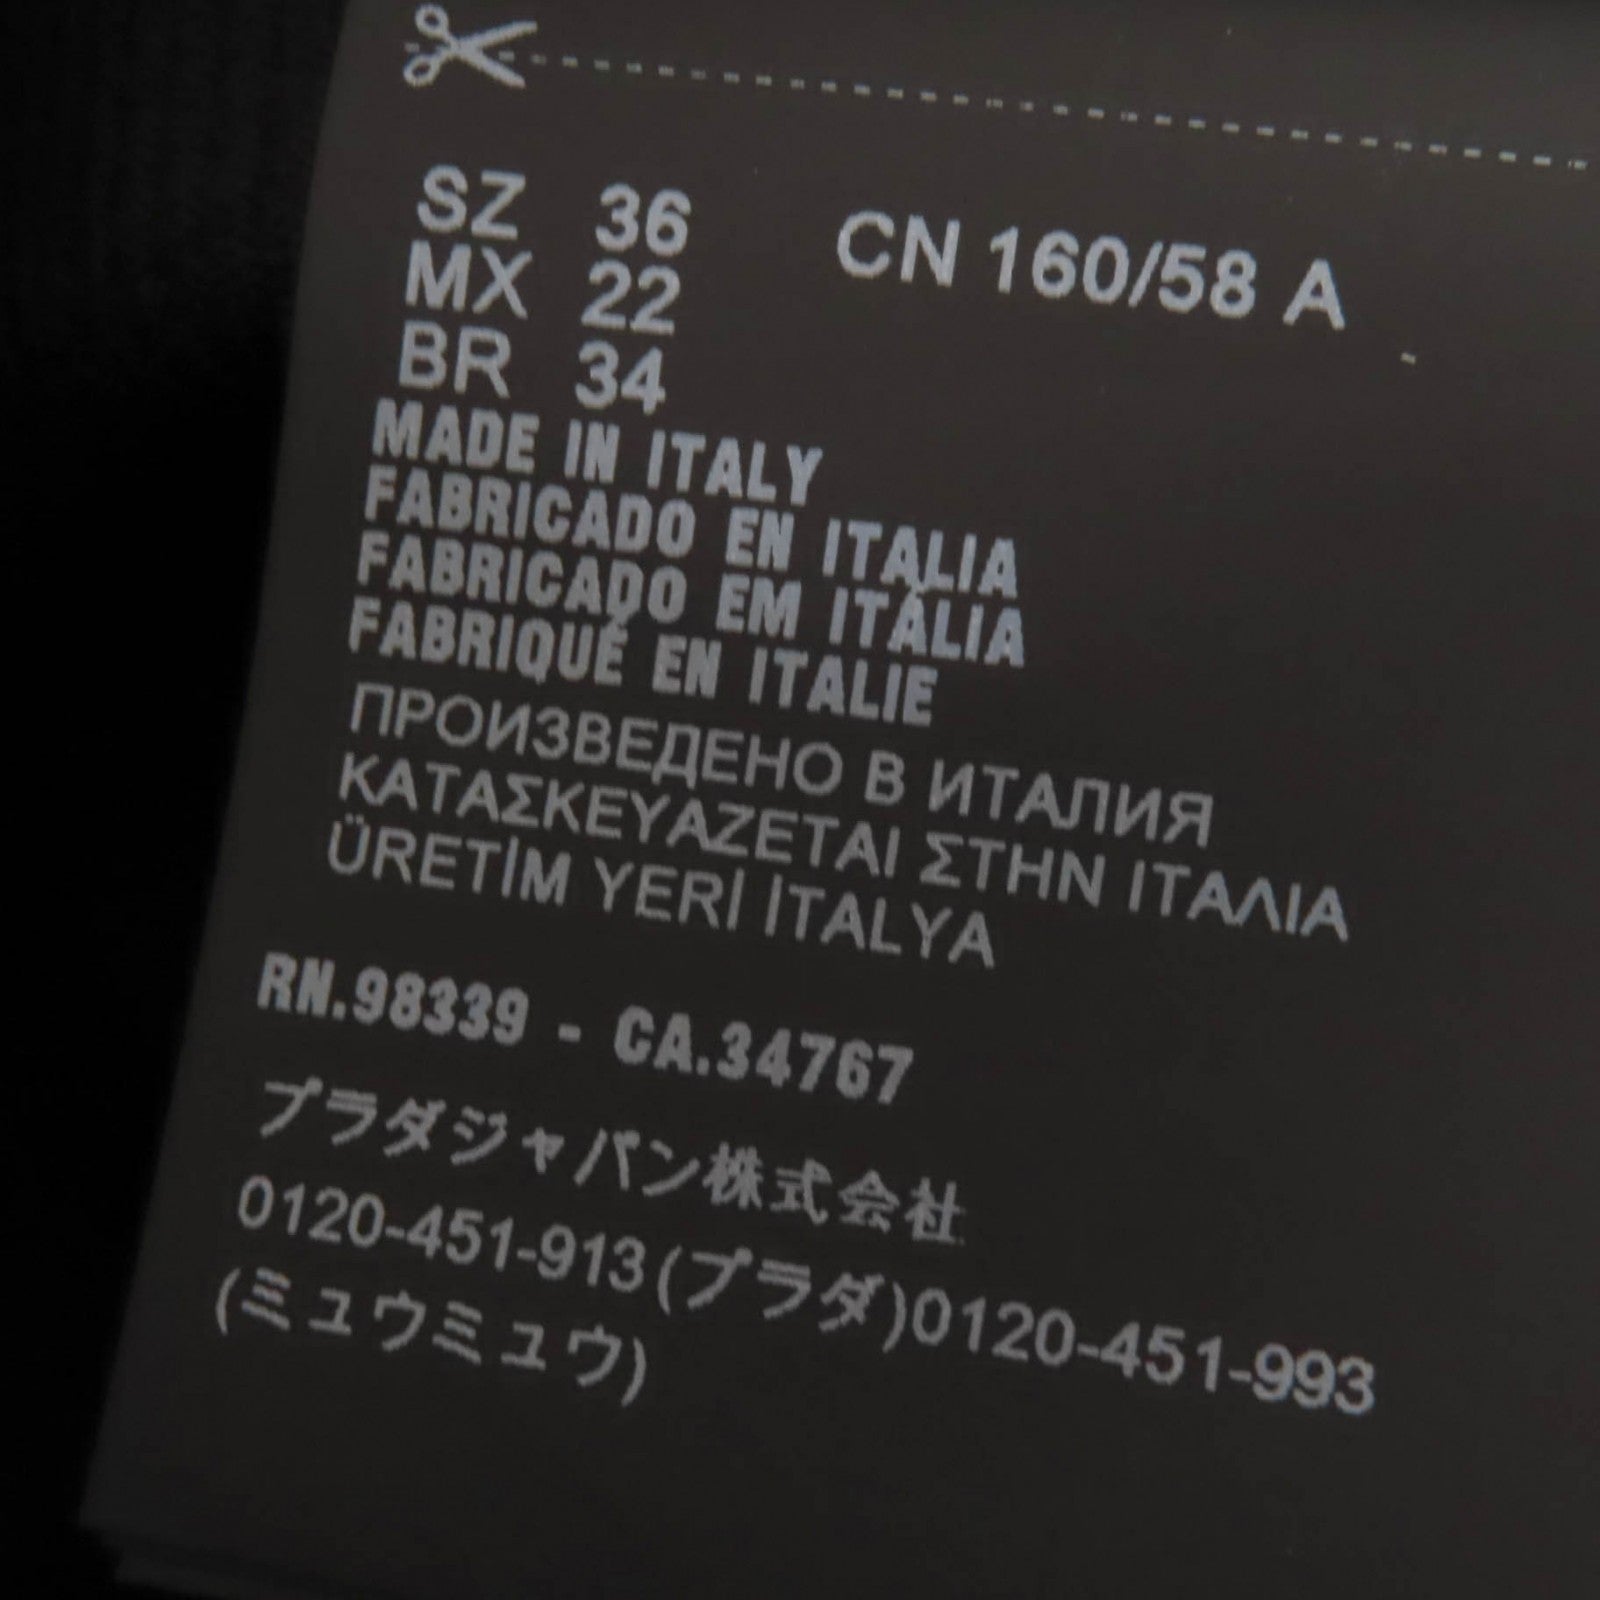 SZ 36 CN 160/58 A
MX 22
BR 34
MADE IN ITALY
FABRICADO EN ITALIA
FABRICADO EM ITÁLIA
FABRIQUÉ EN ITALIE
ПРОИЗВЕДЕНО В ИТАЛИЯ
ΚΑΤΑΣΚΕΥΑΖΕΤΑΙ ΣΤΗΝ ΙΤΑΛΙΑ
ÜRETİM YERİ İTALYA
RN.98339 - CA.34767
プラダジャパン株式会社
0120-451-913(プラダ)0120-451-993
(ミュウミュウ)